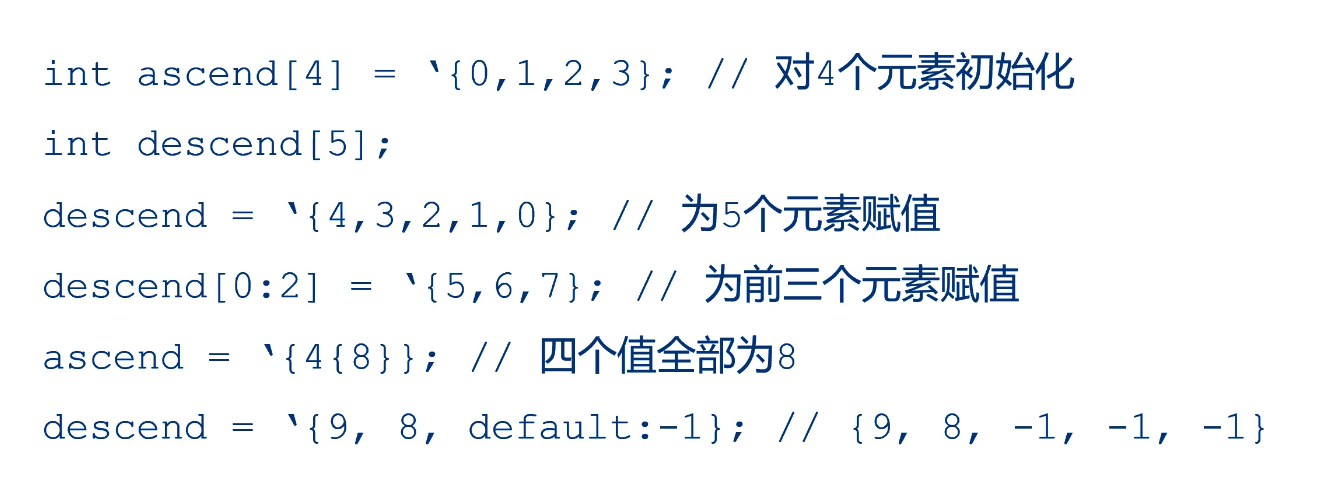 int ascend[4] = ‵{0,1,2,3}; // 对4个元素初始化
int descend[5];
descend = ‵{4,3,2,1,0}; // 为5个元素赋值
descend[0:2] = ‵{5,6,7}; // 为前三个元素赋值
ascend = ‵{4{8}}; // 四个值全部为8
descend = ‵{9, 8, default:-1}; // {9, 8, -1, -1, -1}